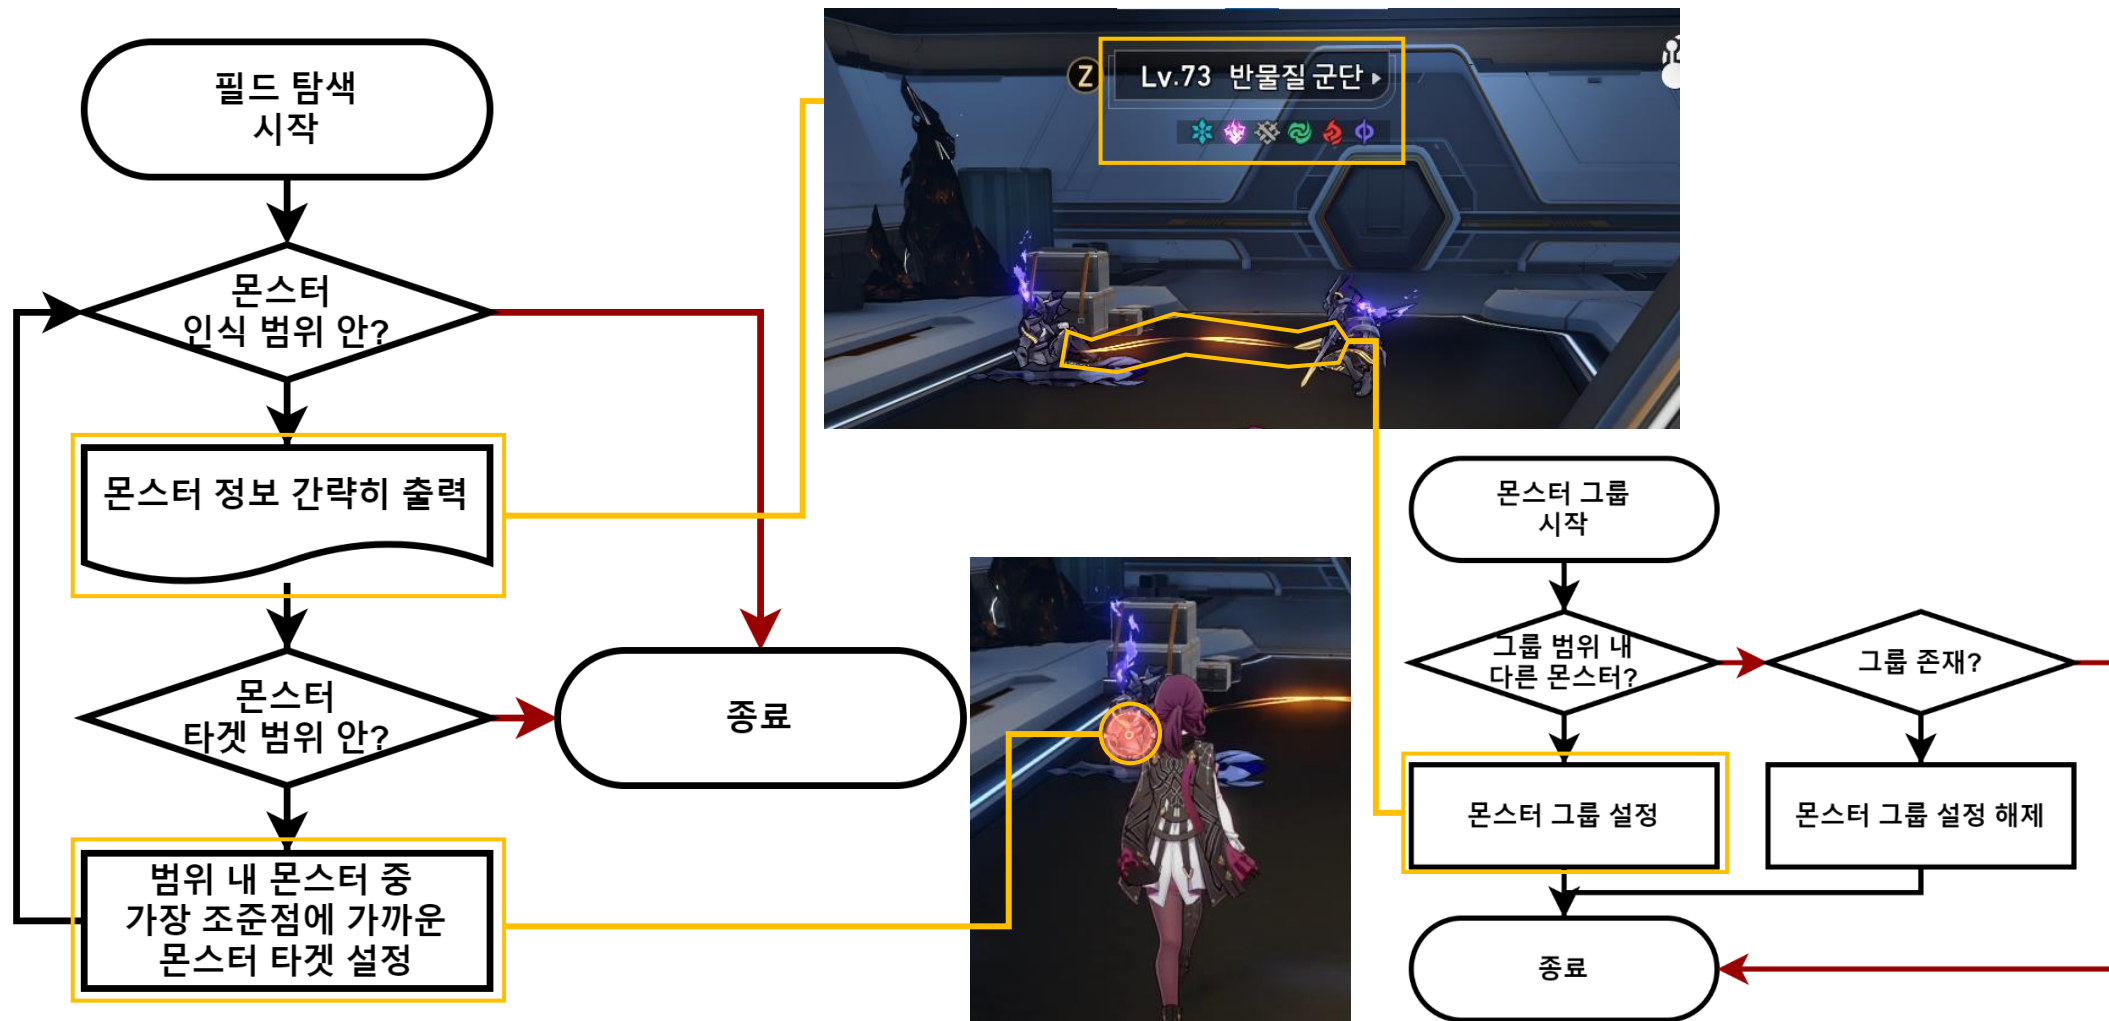 필드 탐색
시작
몬스터
인식 범위 안?
몬스터 정보 간략히 출력
몬스터
타겟 범위 안?
종료
범위 내 몬스터 중
가장 조준점에 가까운
몬스터 타겟 설정
Z
Lv.73 반물질 군단
몬스터 그룹
시작
그룹 범위 내
다른 몬스터?
그룹 존재?
몬스터 그룹 설정
몬스터 그룹 설정 해제
종료